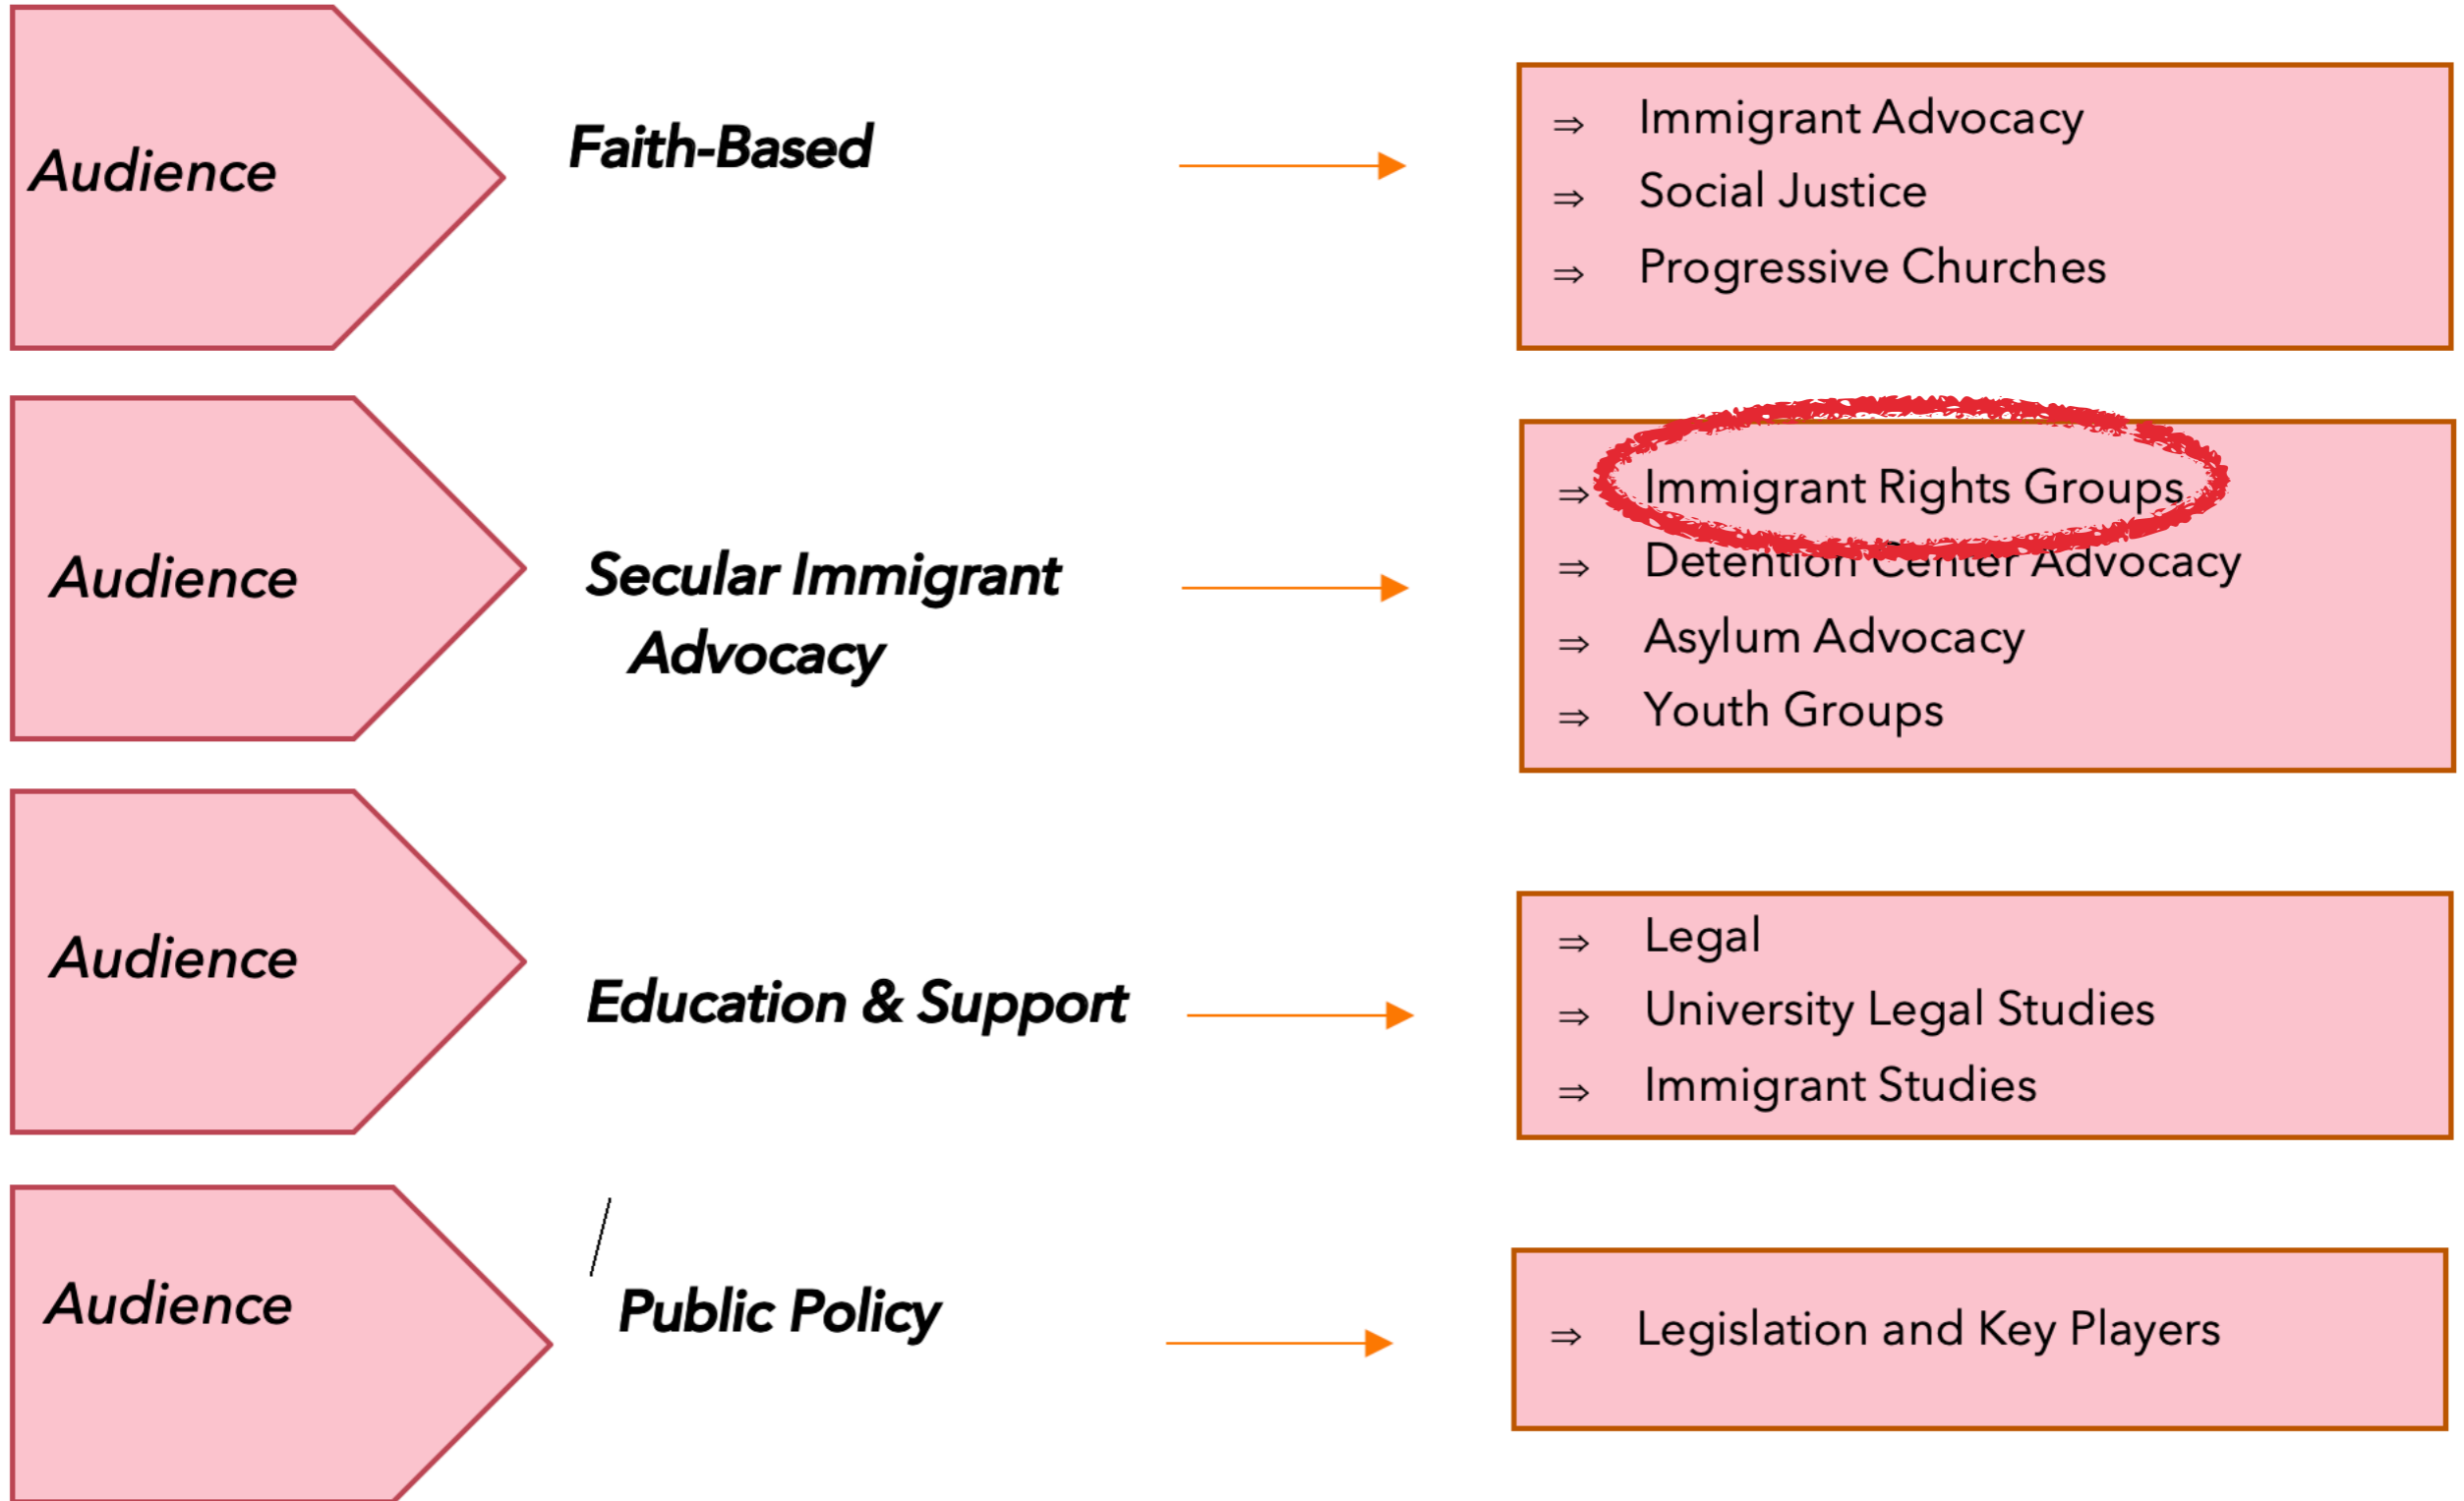 Audience
Faith-Based
⇒ Immigrant Advocacy
⇒ Social Justice
⇒ Progressive Churches
Audience
Secular Immigrant
Advocacy
⇒ Immigrant Rights Groups
⇒ Detention Center Advocacy
⇒ Asylum Advocacy
⇒ Youth Groups
Audience
Education & Support
⇒ Legal
⇒ University Legal Studies
⇒ Immigrant Studies
Audience
/
Public Policy
⇒ Legislation and Key Players